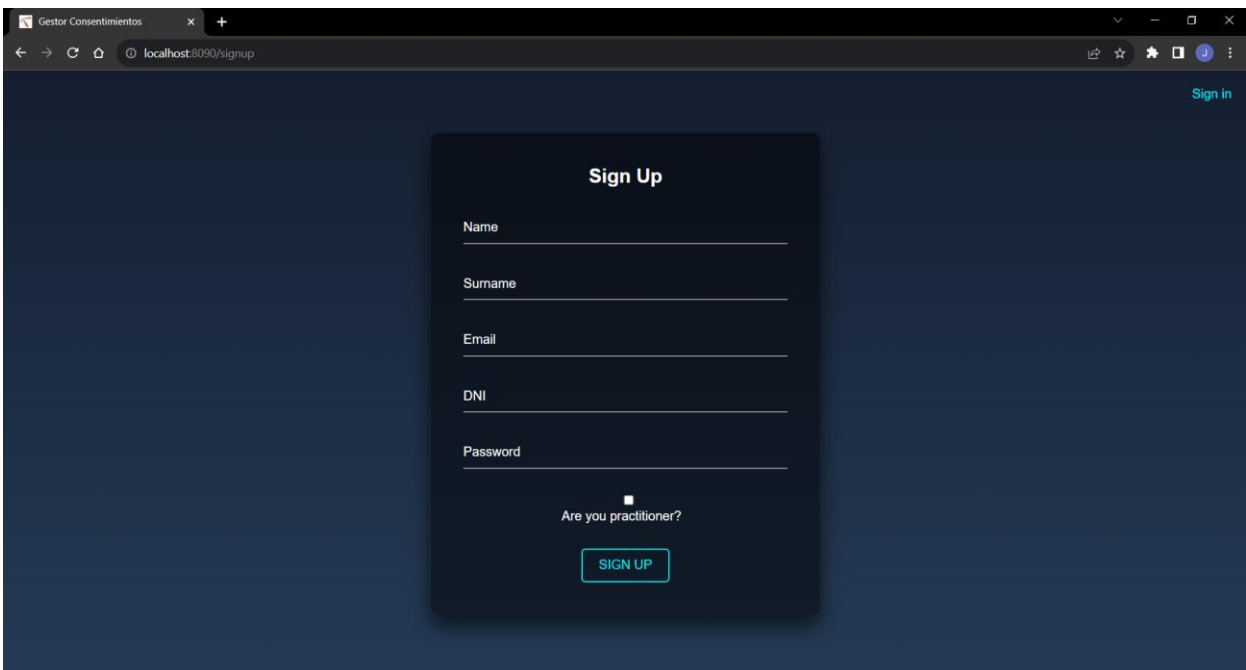 Gestor Consentimientos
localhost:8090/signup
J
Sign in
Sign Up
Name
Surname
Email
DNI
Password
Are you practitioner?
SIGN UP